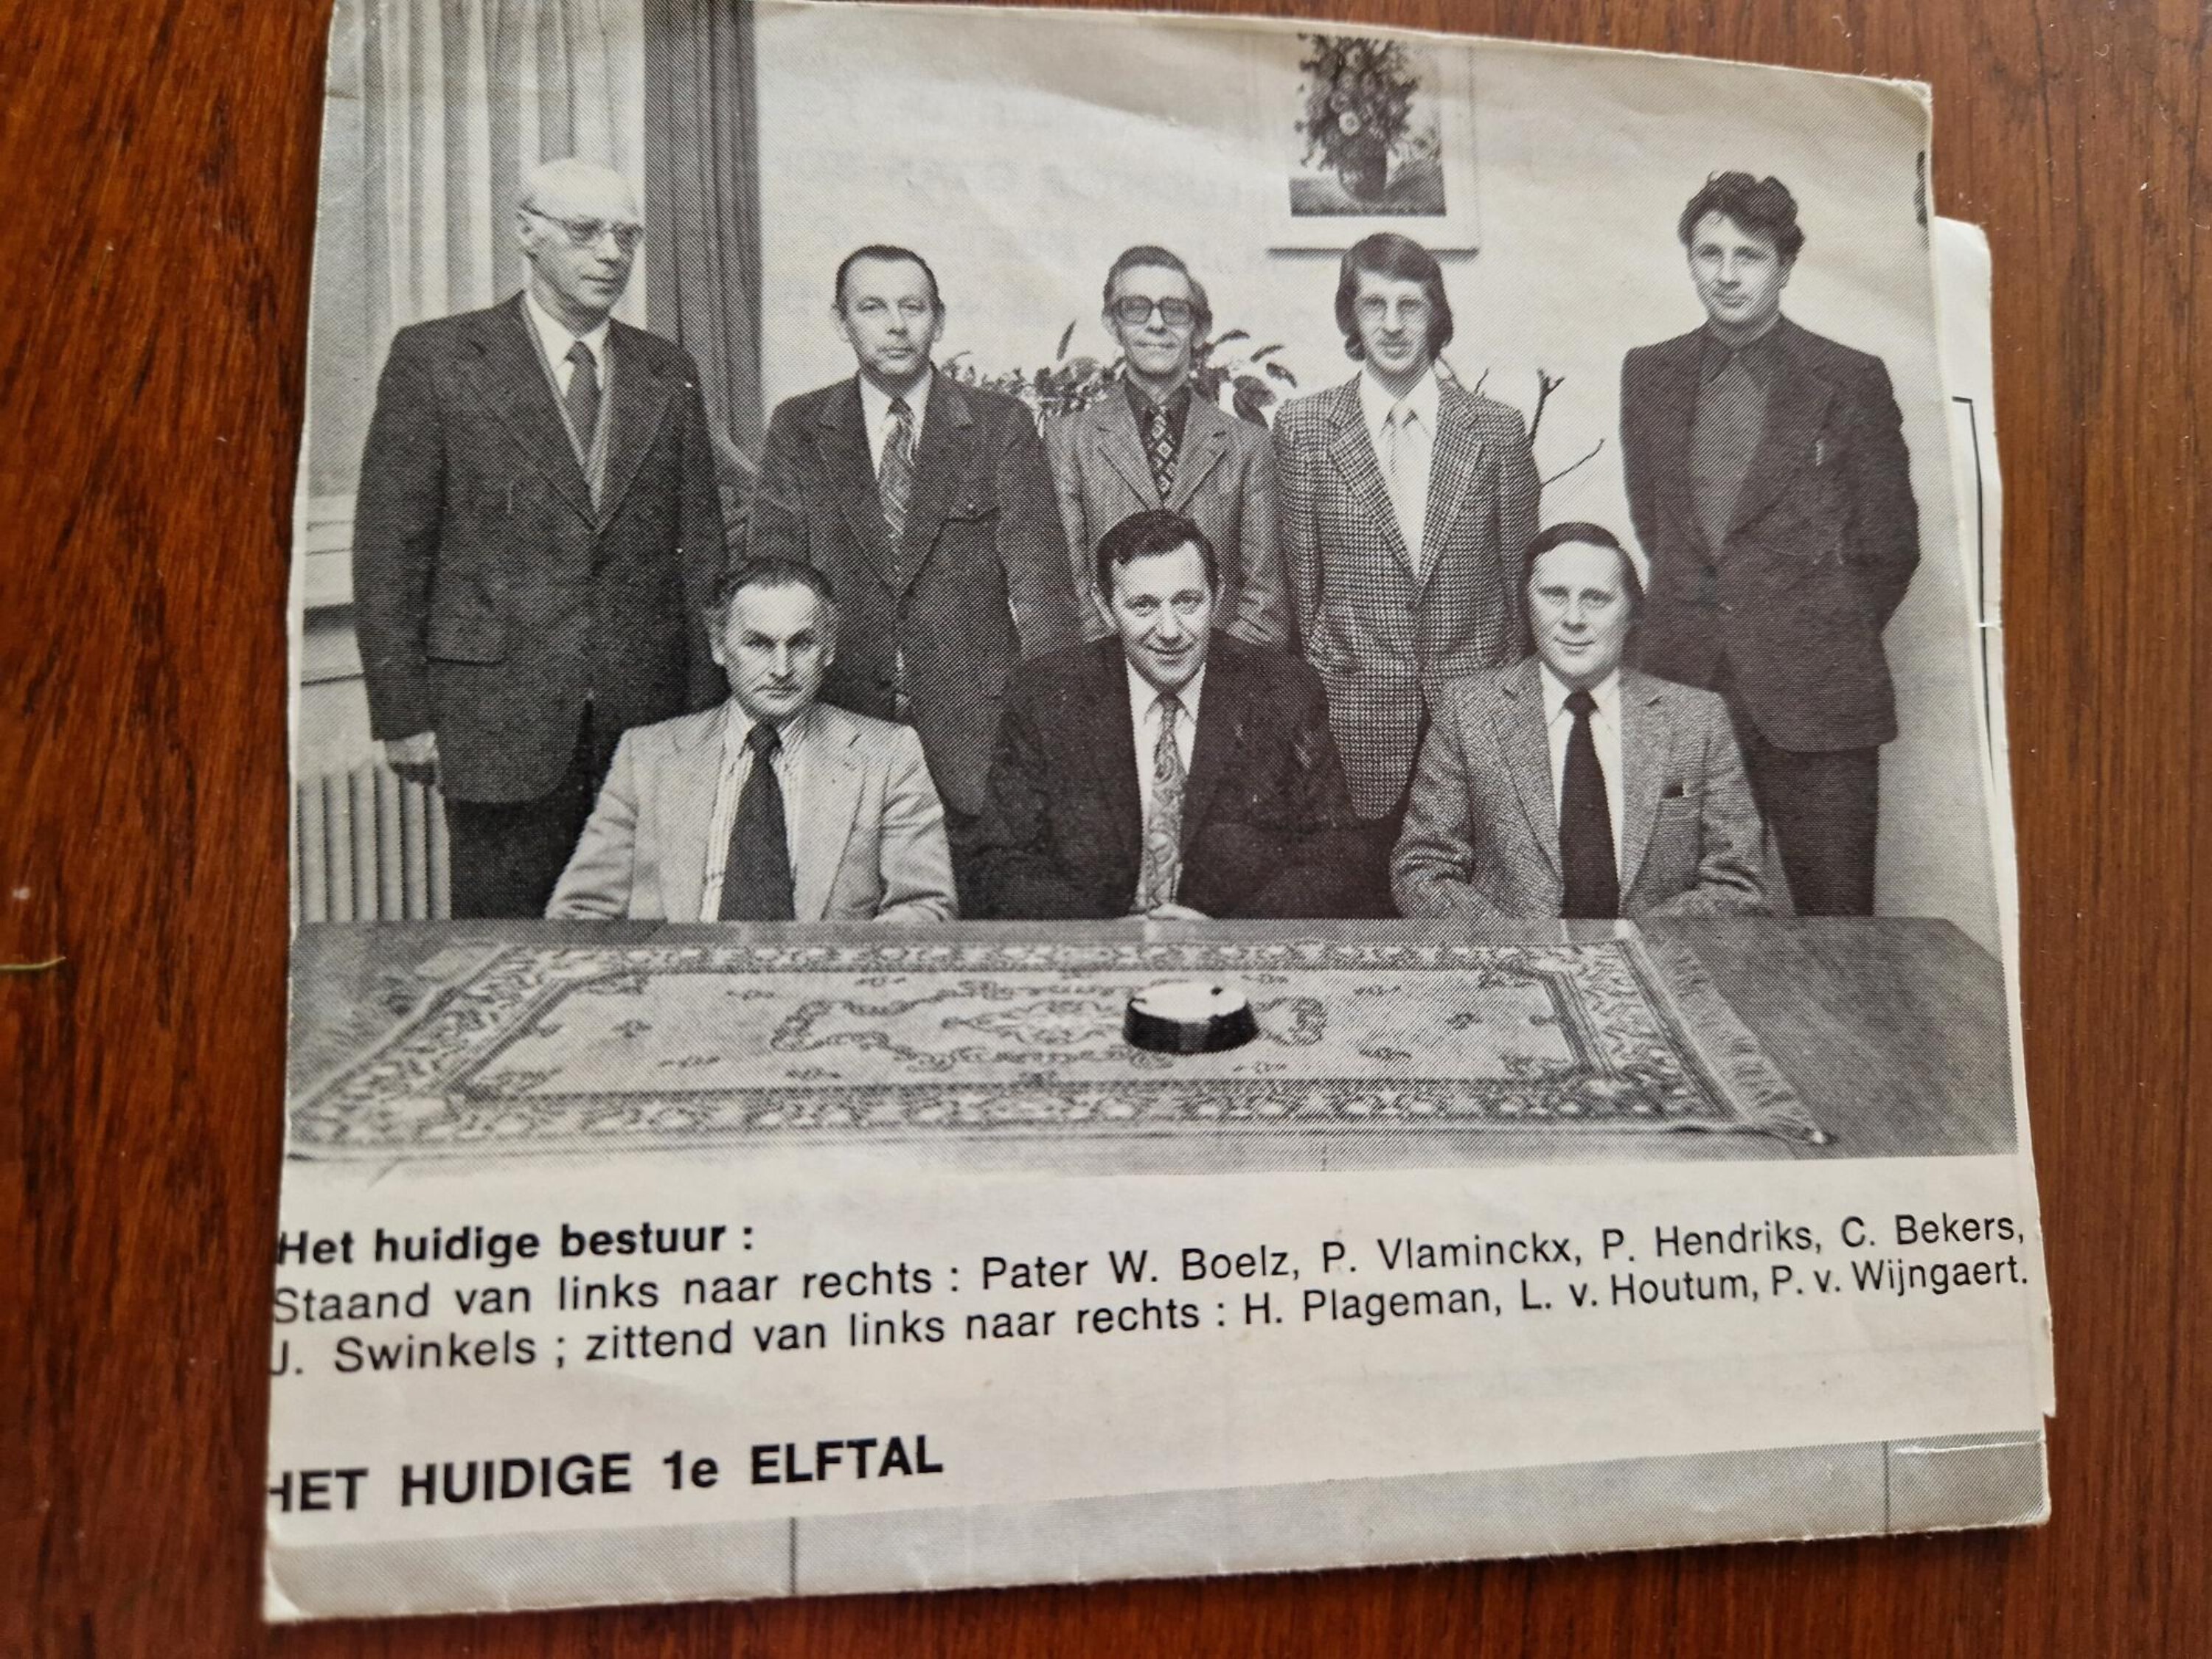 Het huidige bestuur :
Staand van links naar rechts : Pater W. Boelz, P. Vlaminckx, P. Hendriks, C. Bekers,
J. Swinkels ; zittend van links naar rechts : H. Plageman, L. v. Houtum, P. v. Wijngaert.
HET HUIDIGE 1e ELFTAL